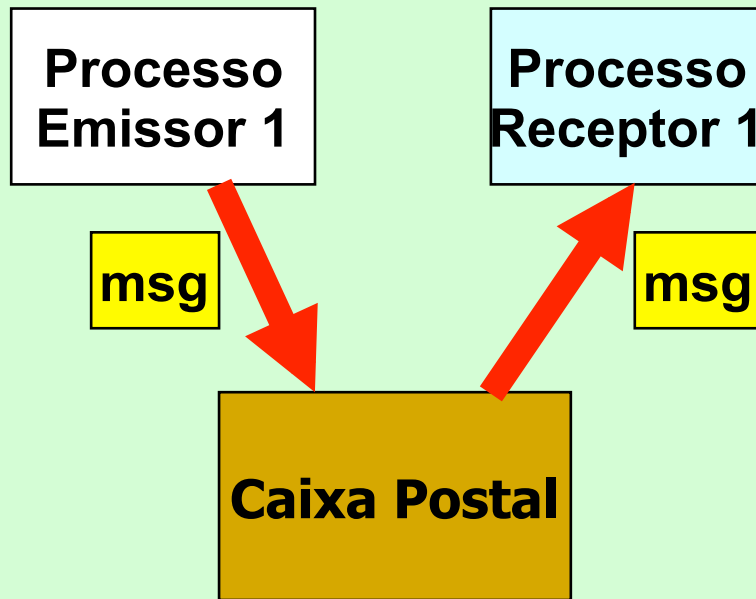 Processo
Emissor 1
Processo
Receptor 1
msg
msg
Caixa Postal